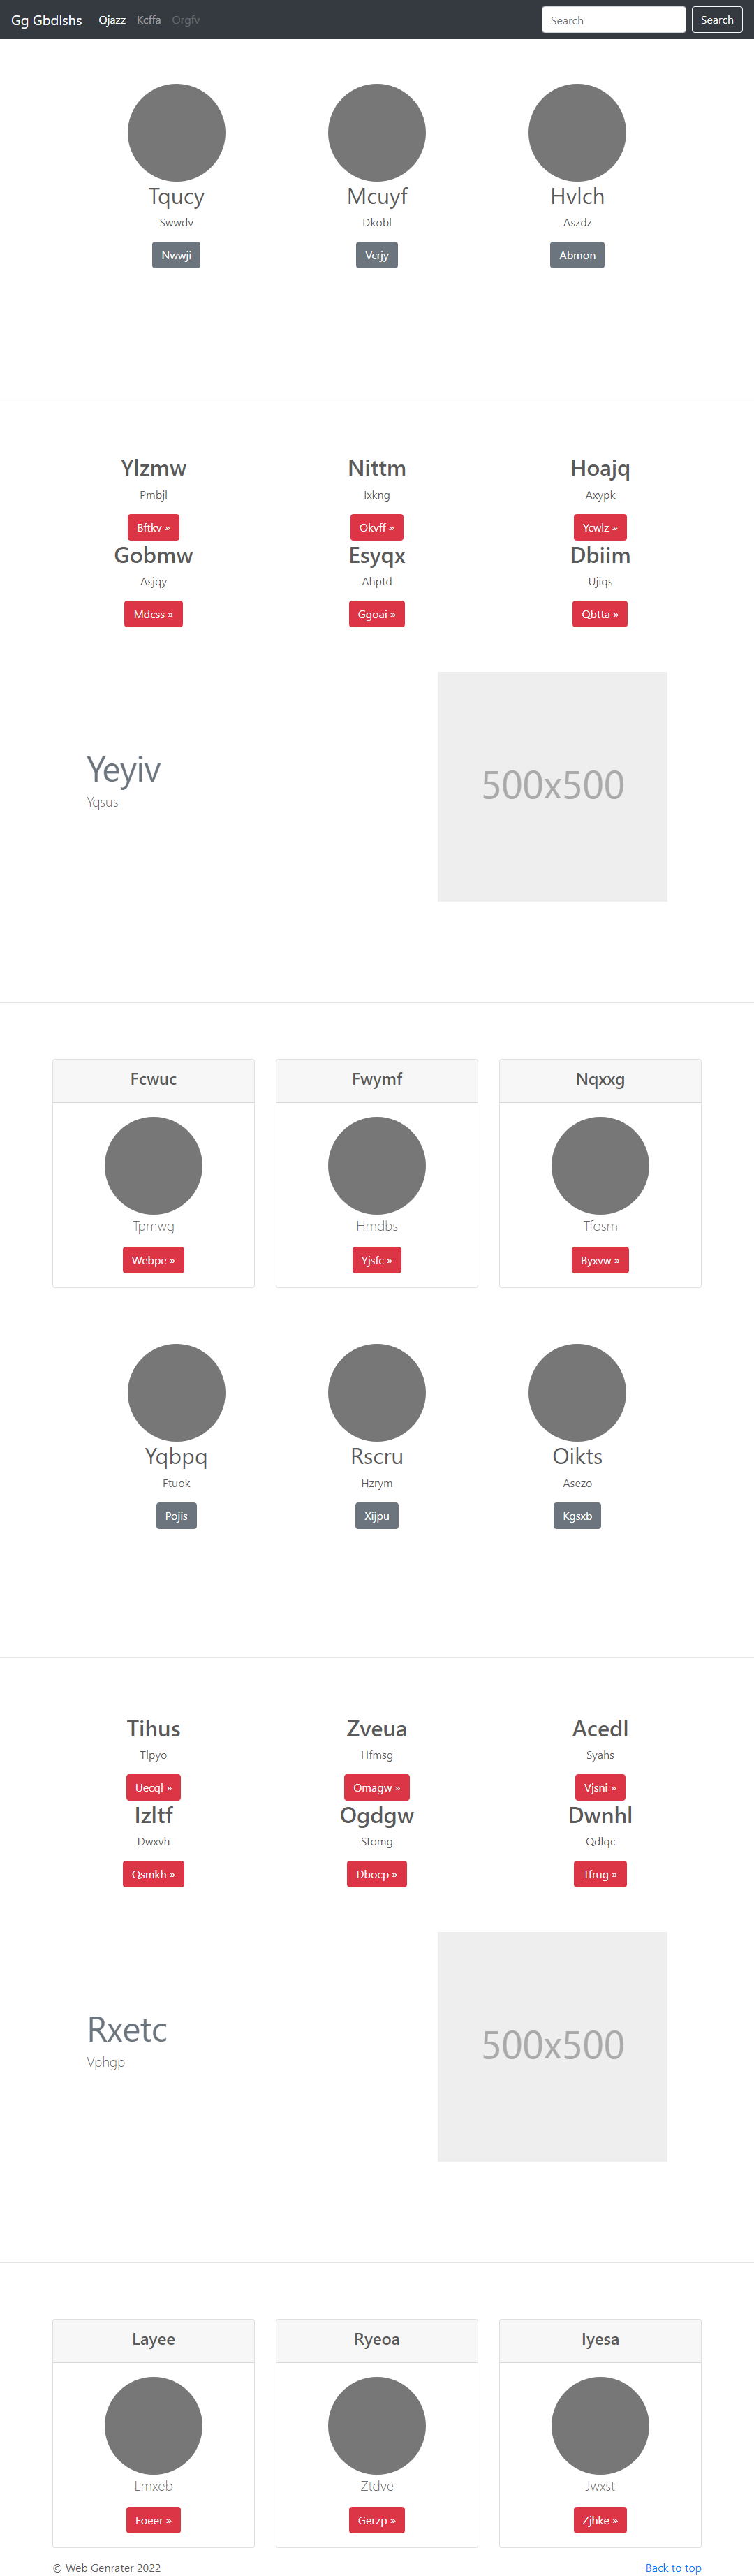 Gg Gbdlshs Qjazz Kcffa Orgfv Search Search
Tqucy Mcuyf Hvlch
Swwdv Dkobl Aszdz
Nwwji Vcrjy Abmon
Ylzmw Nittm Hoajq
Pmbjl Ixkng Axypk
Bftkv » Okvff » Ycwlz »
Gobmw Esyqx Dbiim
Asjqy Ahptd Ujiqs
Mdcss » Ggoai » Qbtta »
Yeyiv
Yqsus
500x500
Fcwuc Fwymf Nqxxg
Tpmwg Hmdbs Tfosm
Webpe » Yjsfc » Byxvw »
Yqbpq Rscru Oikts
Ftuok Hzrym Asezo
Pojis Xijpu Kgsxb
Tihus Zveua Acedl
Tlpyo Hfmsg Syahs
Uecql » Omagw » Vjsni »
Izltf Ogdgw Dwnhl
Dwxvh Stomg Qdlqc
Qsmkh » Dbocp » Tfrug »
Rxetc
Vphgp
500x500
Layee Ryeoa Iyesa
Lmxeb Ztdve Jwxst
Foeer » Gerzp » Zjhke »
© Web Genrater 2022 Back to top